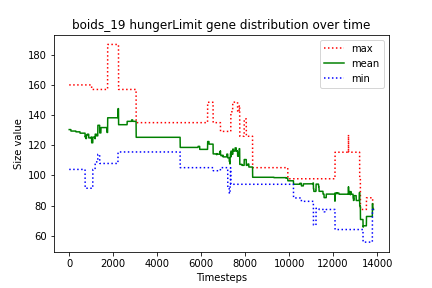 boids_19 hungerLimit gene distribution over time
max
mean
min
Size value
180
160
140
120
100
80
60
0
2000
4000
6000
8000
10000
12000
14000
Timesteps